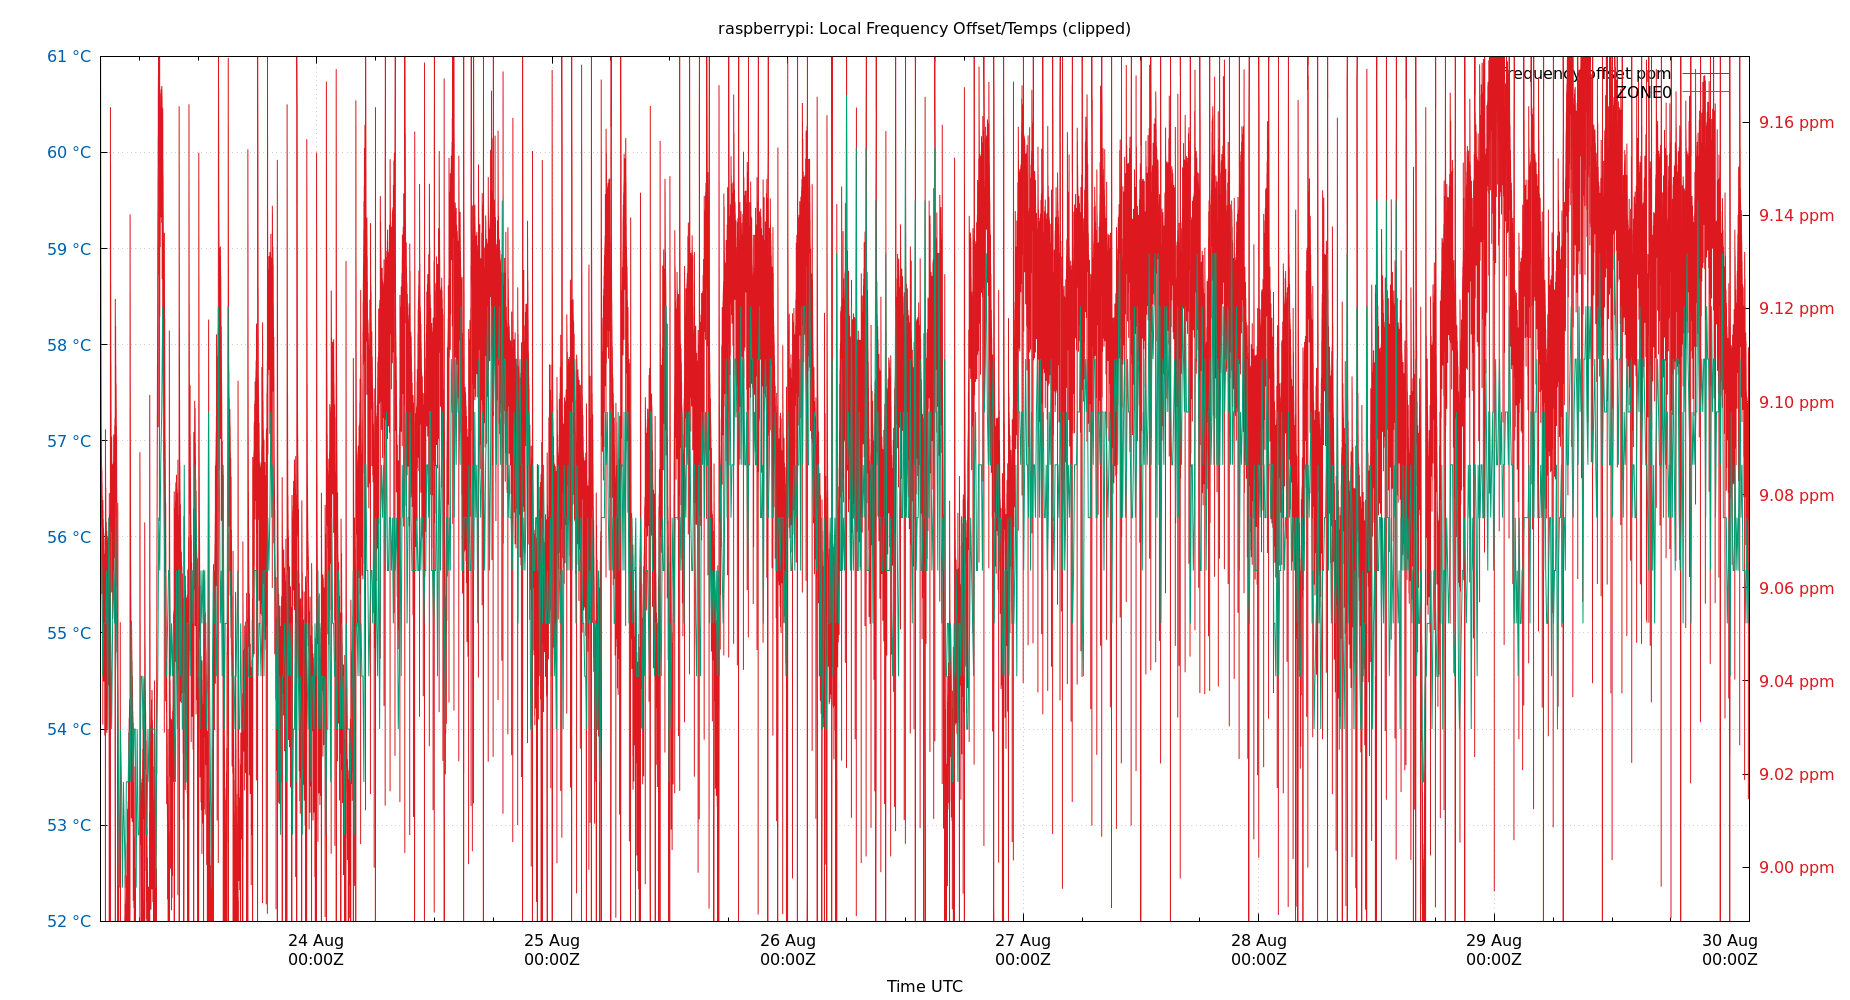 raspberrypi: Local Frequency Offset/Temps (clipped)
61 °C
60 °C
59 °C
58 °C
57 °C
56 °C
55 °C
54 °C
53 °C
52 °C
frequency offset ppm
ZONE0
9.16 ppm
9.14 ppm
9.12 ppm
9.10 ppm
9.08 ppm
9.06 ppm
9.04 ppm
9.02 ppm
9.00 ppm
24 Aug 25 Aug 26 Aug 27 Aug 28 Aug 29 Aug 30 Aug
00:00Z 00:00Z 00:00Z 00:00Z 00:00Z 00:00Z 00:00Z
Time UTC